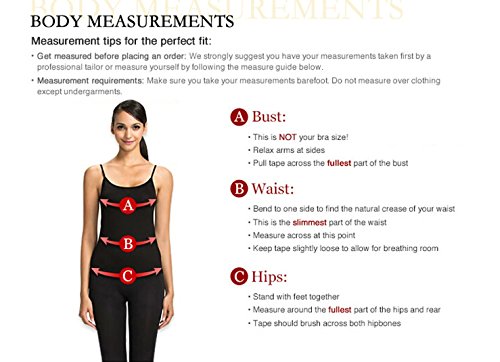 BODY MEASUREMENTS
BODY MEASUREMENTS
Measurement tips for the perfect fit:
• Get measured before placing an order: We strongly suggest you have your measurements taken first by a
professional tailor or measure yourself by following the measure guide below.
• Measurement requirements: Make sure you take your measurements barefoot. Do not measure over clothing
except undergarments.
A Bust:
• This is NOT your bra size!
• Relax arms at sides
• Pull tape across the fullest part of the bust
B Waist:
• Bend to one side to find the natural crease of your waist
• This is the slimmest part of the waist
• Measure across at this point
• Keep tape slightly loose to allow for breathing room
C Hips:
• Stand with feet together
• Measure around the fullest part of the hips and rear
• Tape should brush across both hipbones
A
B
C